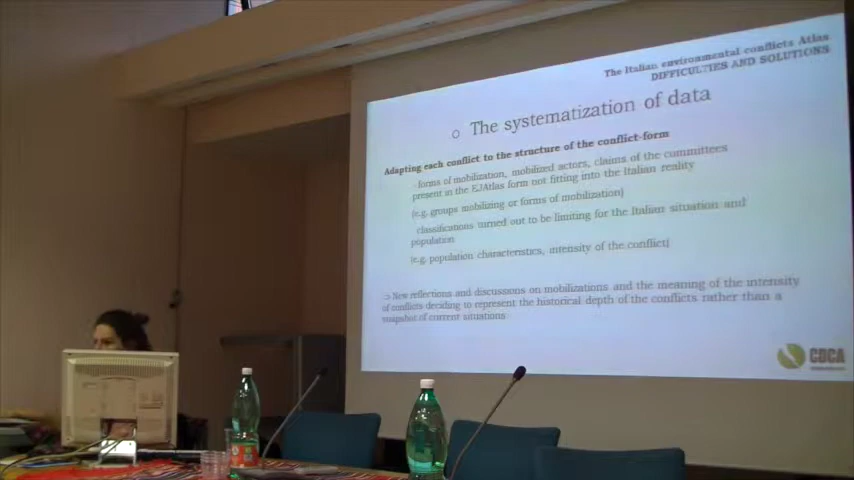 The Italian environmental conflicts Atlas
DIFFICULTIES AND SOLUTIONS
○ The systematization of data
Adapting each conflict to the structure of the conflict-form
-forms of mobilization, mobilized actors, claims of the cummittees
present in the EJAtlas form not fitting into the Italian reality
(e.g. groups mobilizing or forms of mobilization)
classifications turned out to be limiting for the Italian situation and
population
(e.g. population characteristics, intensity of the conflict)
New reflections and discussions on mobilizations and the meaning of the intensity
of conflicts deciding to represent the historical depth of the conflicts rather than a
snapshot of current situations
CDCA